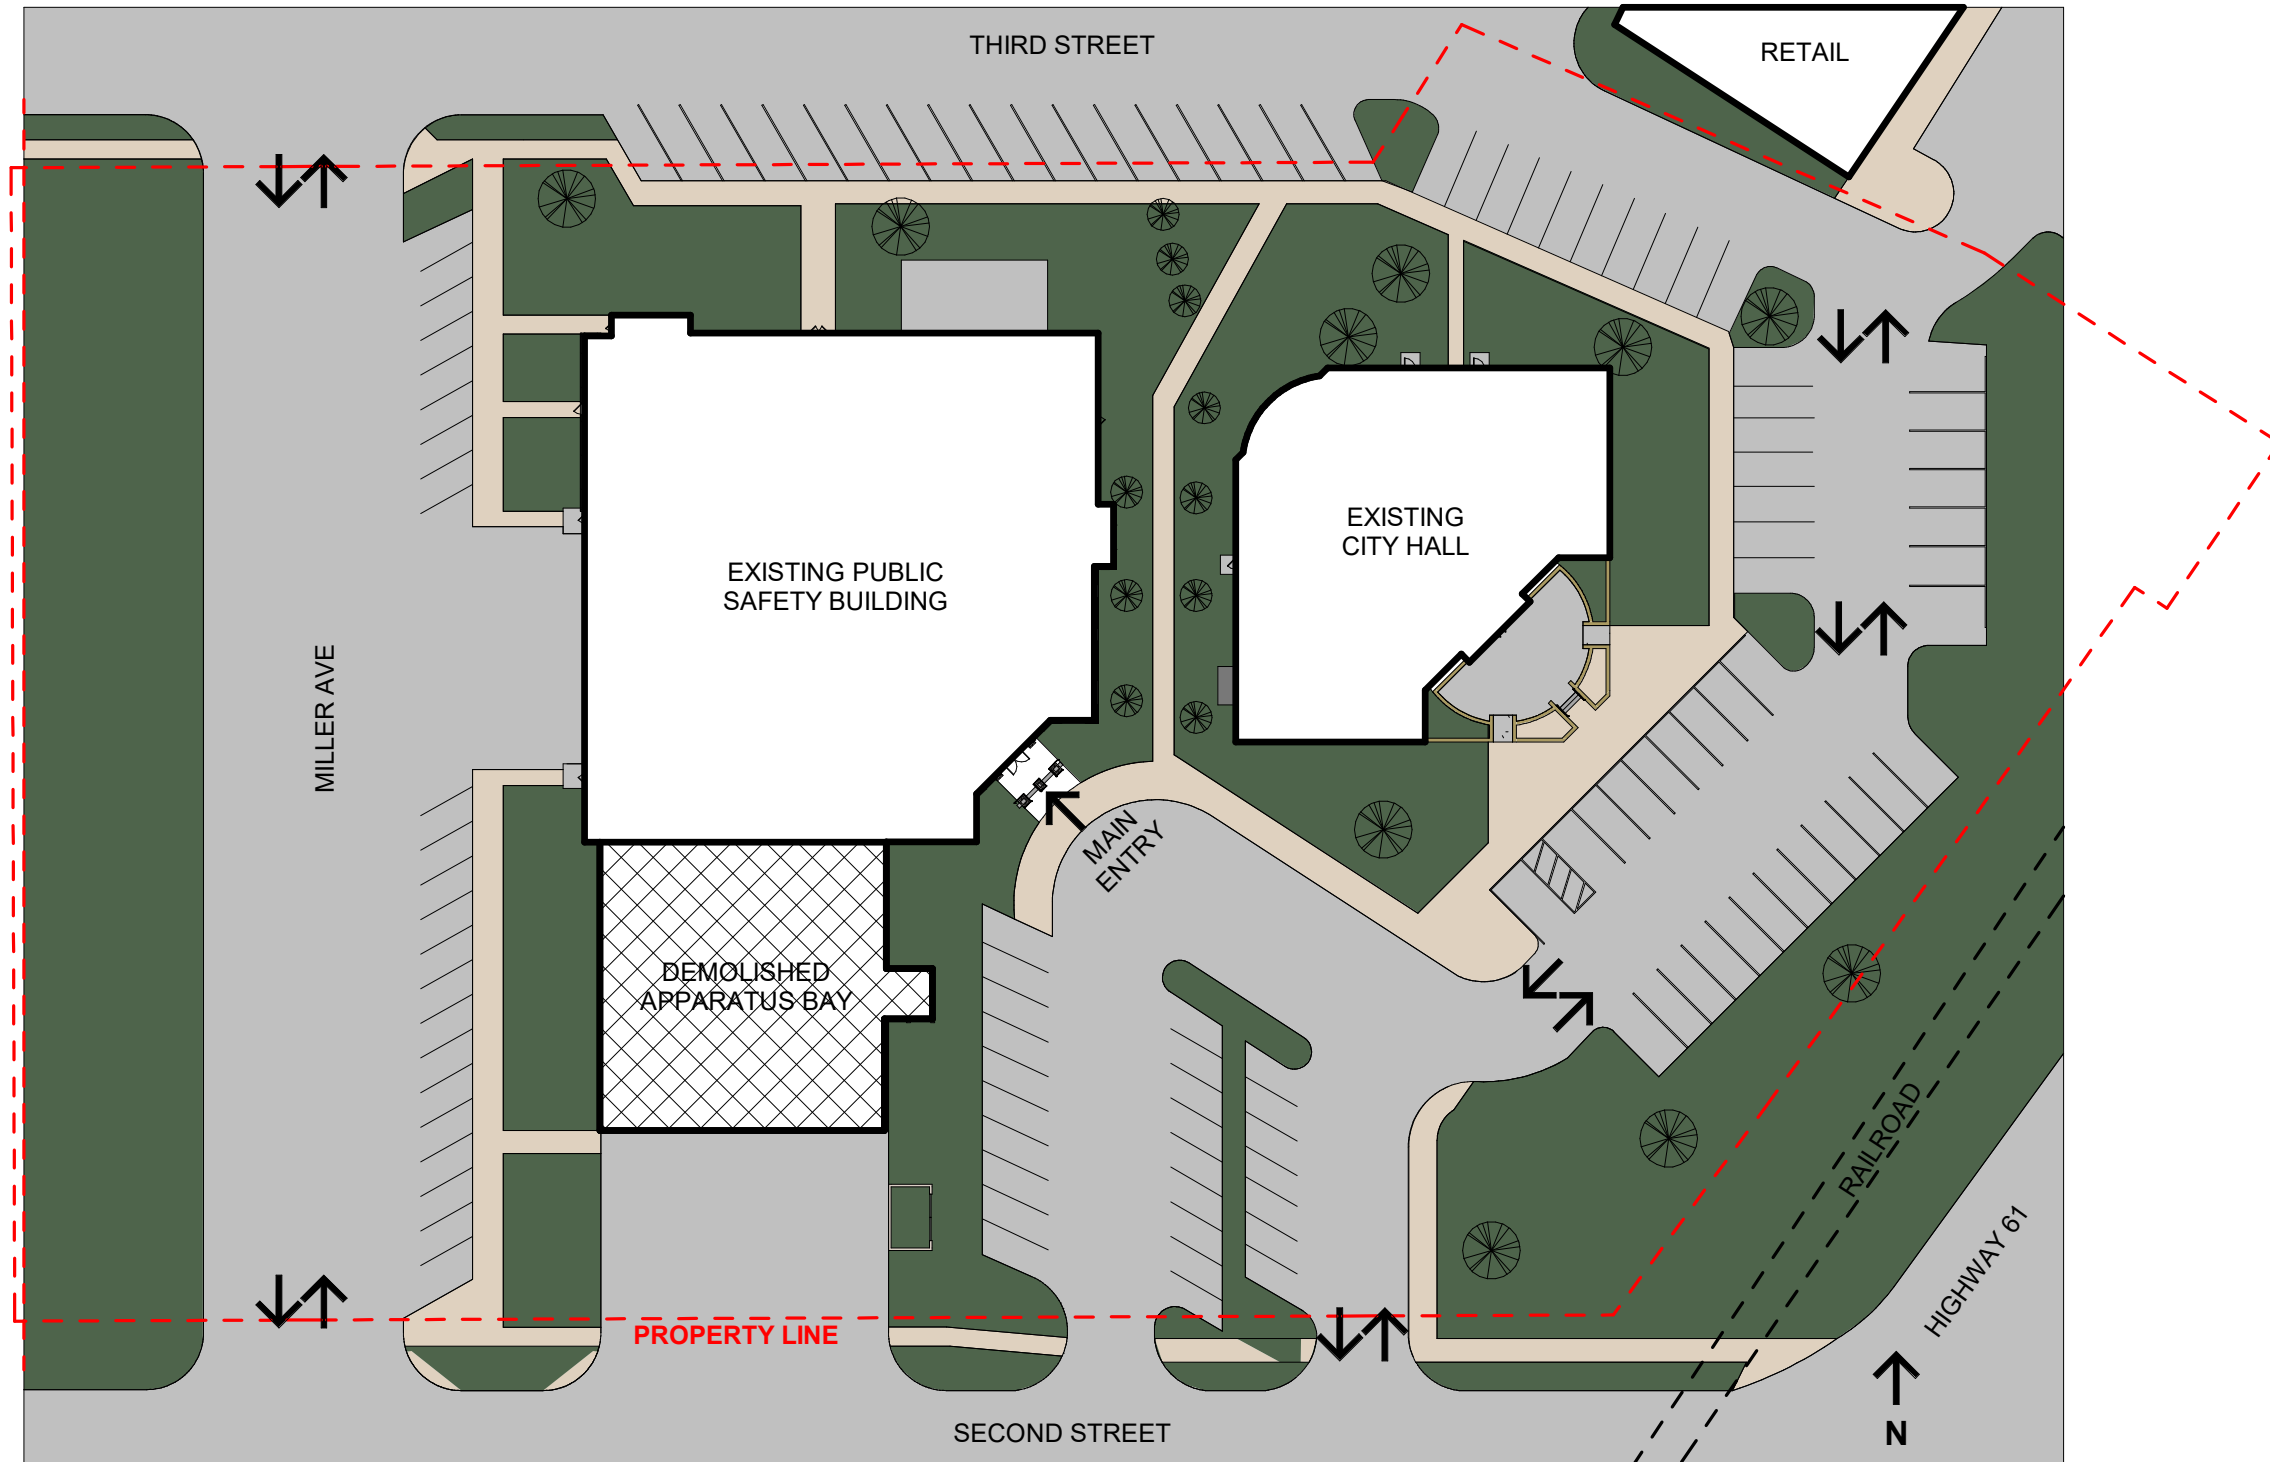 THIRD STREET
RETAIL
EXISTING
CITY HALL
EXISTING PUBLIC
SAFETY BUILDING
MILLER AVE
MAIN
ENTRY
DEMOLISHED
APPARATUS BAY
RAILROAD
HIGHWAY 61
PROPERTY LINE
SECOND STREET
N